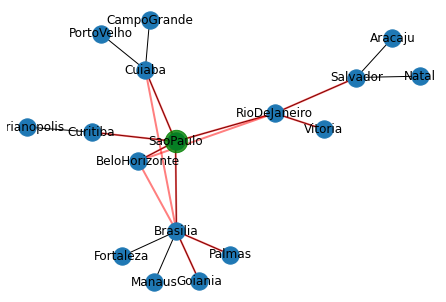 CampoGrande
PortoVelho
Aracaju
Cuiaba
Salvador
Natal
RioDeJaneiro
rianopolis
Curitiba
Vitoria
SaoPaulo
BeloHorizonte
Brasilia
Fortaleza
Palmas
Manaus
Goiania